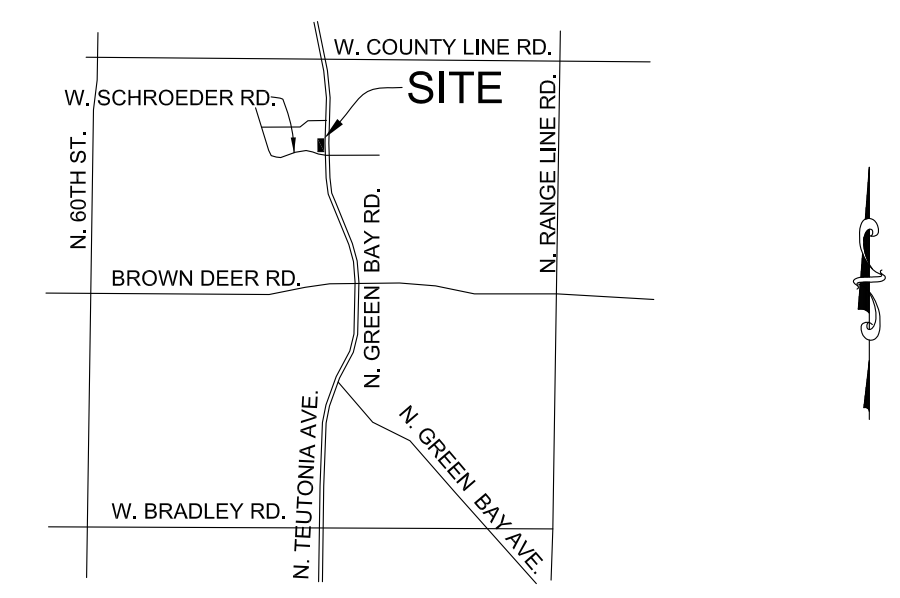 W. COUNTY LINE RD.
SITE
W. SCHROEDER RD.
N. 60TH ST.
N. RANGE LINE RD.
N. GREEN BAY RD.
BROWN DEER RD.
N. TEUTONIA AVE.
N. GREEN BAY AVE.
W. BRADLEY RD.